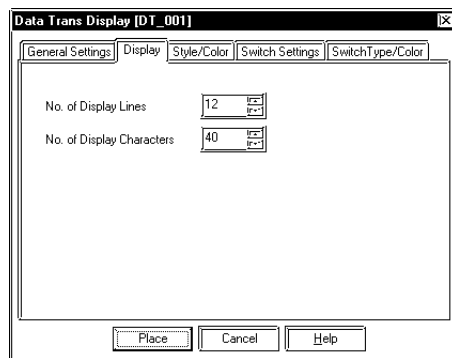 Data Trans Display [DT_001]
General Settings Display Style/Color Switch Settings SwitchType/Color
No. of Display Lines 12
No. of Display Characters 40
Place Cancel Help